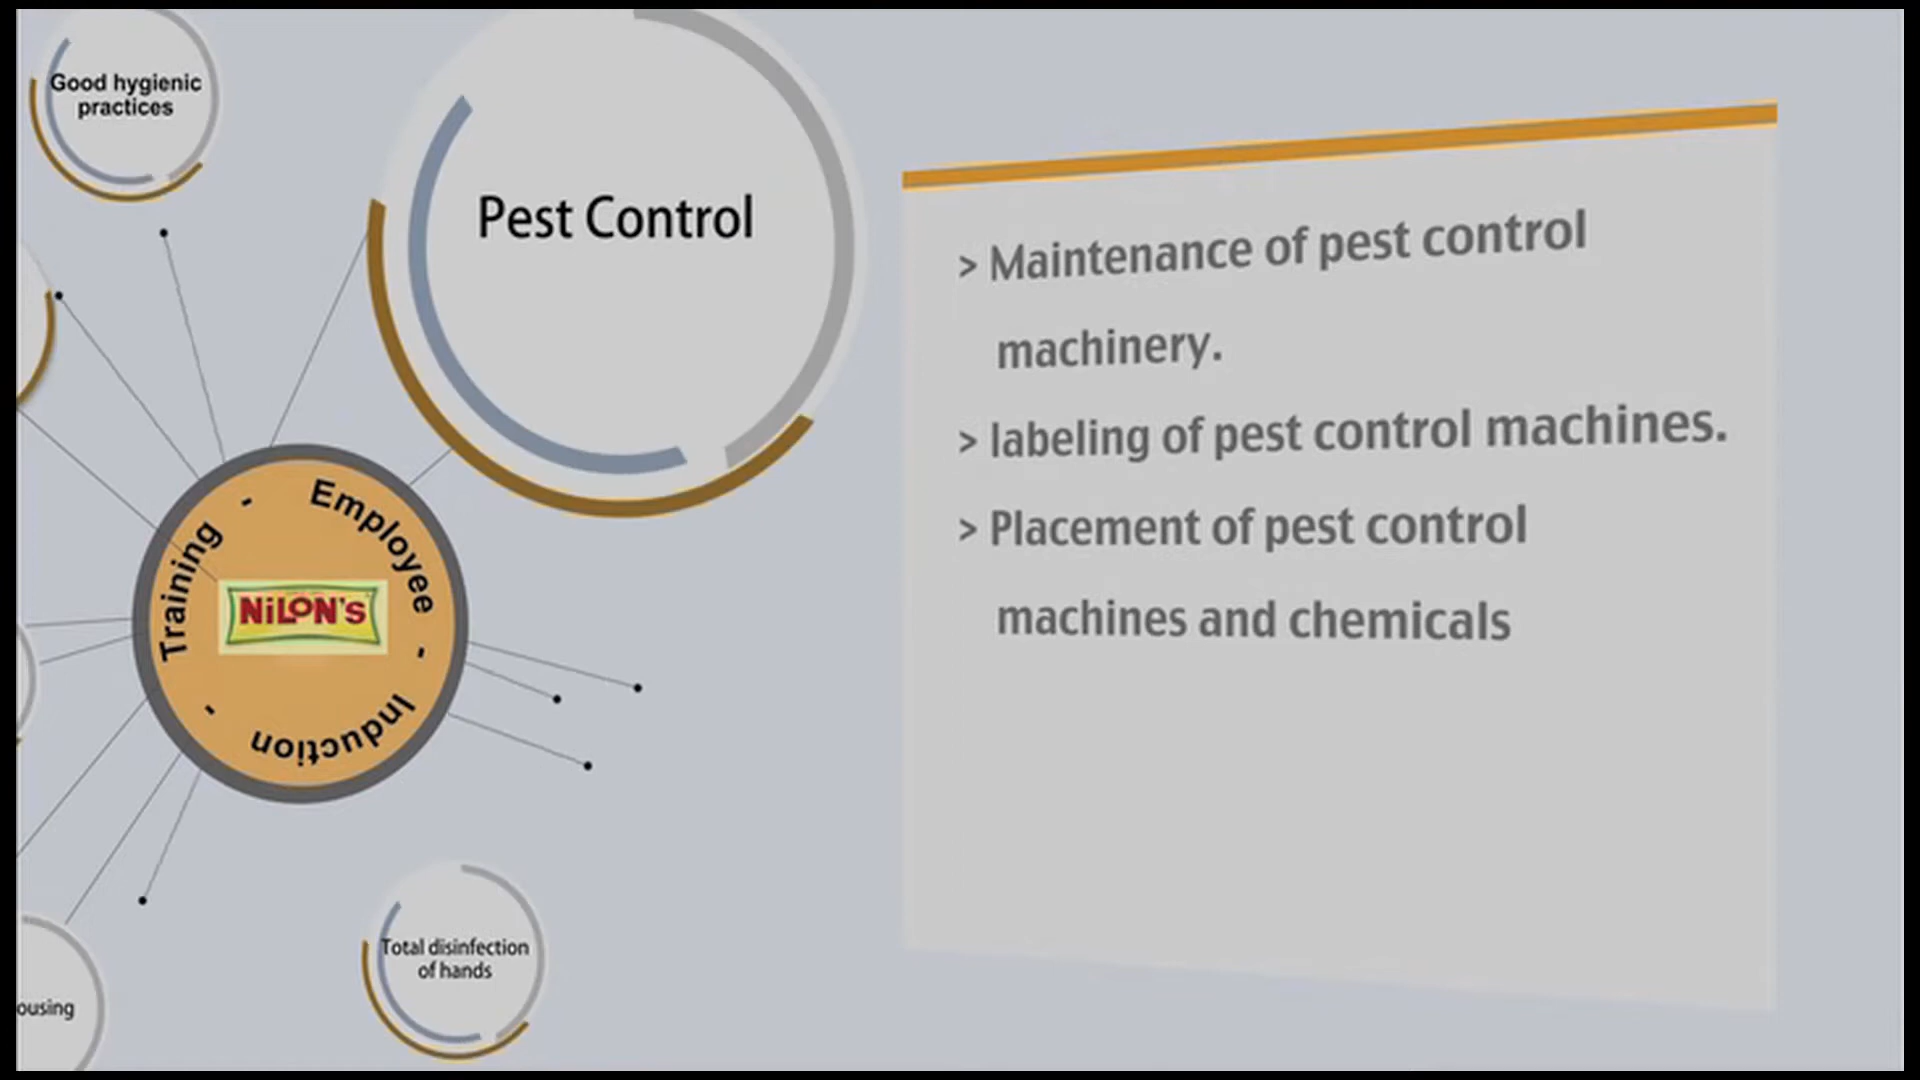 Good hygienic
practices
Pest Control
> Maintenance of pest control
machinery.
> labeling of pest control machines.
> Placement of pest control
machines and chemicals
Training - Employee - Induction -
NiLON'S
Total disinfection
of hands
ousing